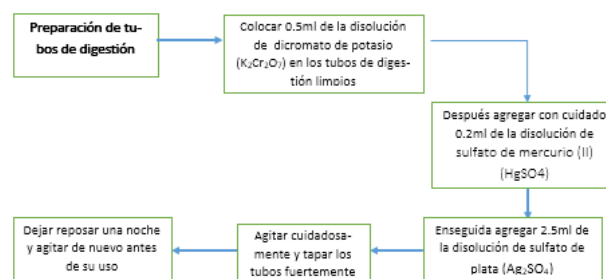 Preparación de tu-
bos de digestión
Colocar 0.5ml de la disolución
de dicromato de potasio
(K₂Cr₂O₇) en los tubos de diges-
tión limpios
Después agregar con cuidado
0.2ml de la disolución de
sulfato de mercurio (II)
(HgSO4)
Enseguida agregar 2.5ml de
la disolución de sulfato de
plata (Ag₂SO₄)
Agitar cuidadosa-
mente y tapar los
tubos fuertemente
Dejar reposar una noche
y agitar de nuevo antes
de su uso